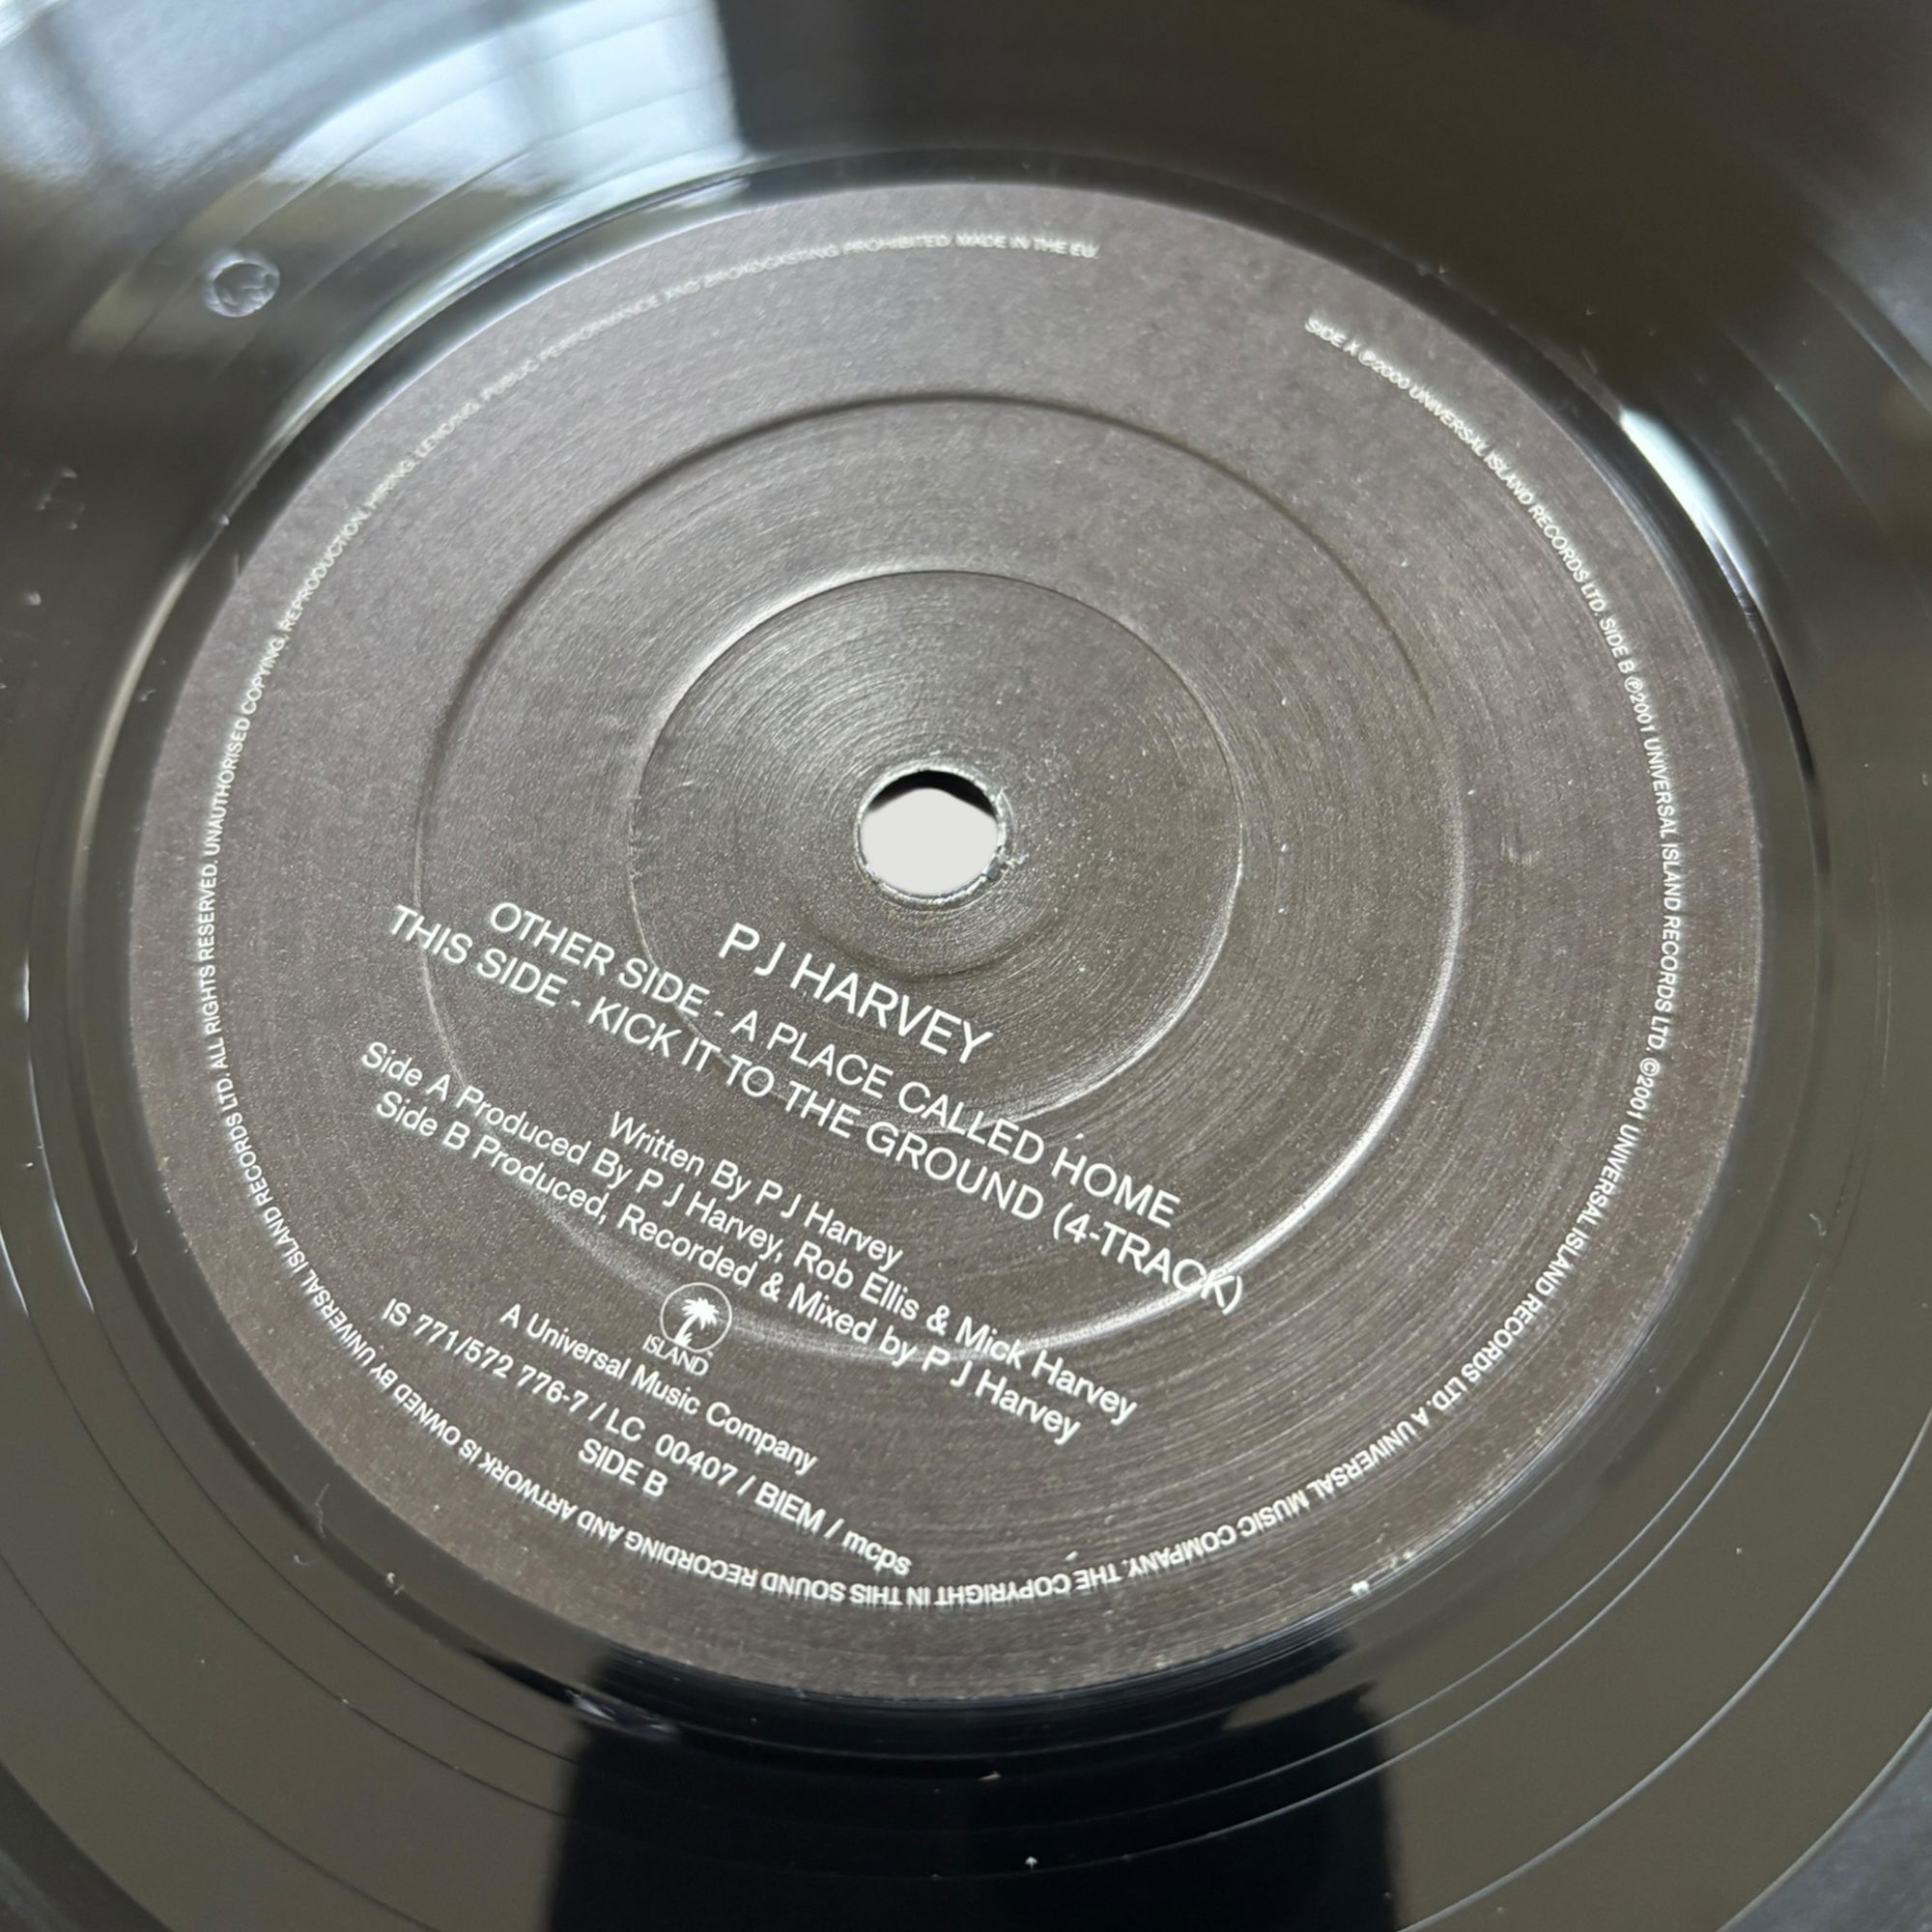 P J HARVEY
OTHER SIDE - A PLACE CALLED HOME
THIS SIDE - KICK IT TO THE GROUND (4-TRACK)
Written By P J Harvey
Side A Produced By P J Harvey, Rob Ellis & Mick Harvey
Side B Produced, Recorded & Mixed by P J Harvey
ISLAND
A Universal Music Company
IS 771/572 776-7 / LC 00407 / BIEM / mcps
SIDE B
SIDE A ℗2000 UNIVERSAL ISLAND RECORDS LTD. SIDE B ℗2001 UNIVERSAL ISLAND RECORDS LTD. ©2001 UNIVERSAL ISLAND RECORDS LTD. A UNIVERSAL MUSIC COMPANY. THE COPYRIGHT IN THIS SOUND RECORDING AND ARTWORK IS OWNED BY UNIVERSAL ISLAND RECORDS LTD. ALL RIGHTS RESERVED. UNAUTHORISED COPYING, REPRODUCTION, HIRING, LENDING, PUBLIC PERFORMANCE AND BROADCASTING PROHIBITED. MADE IN THE EU.